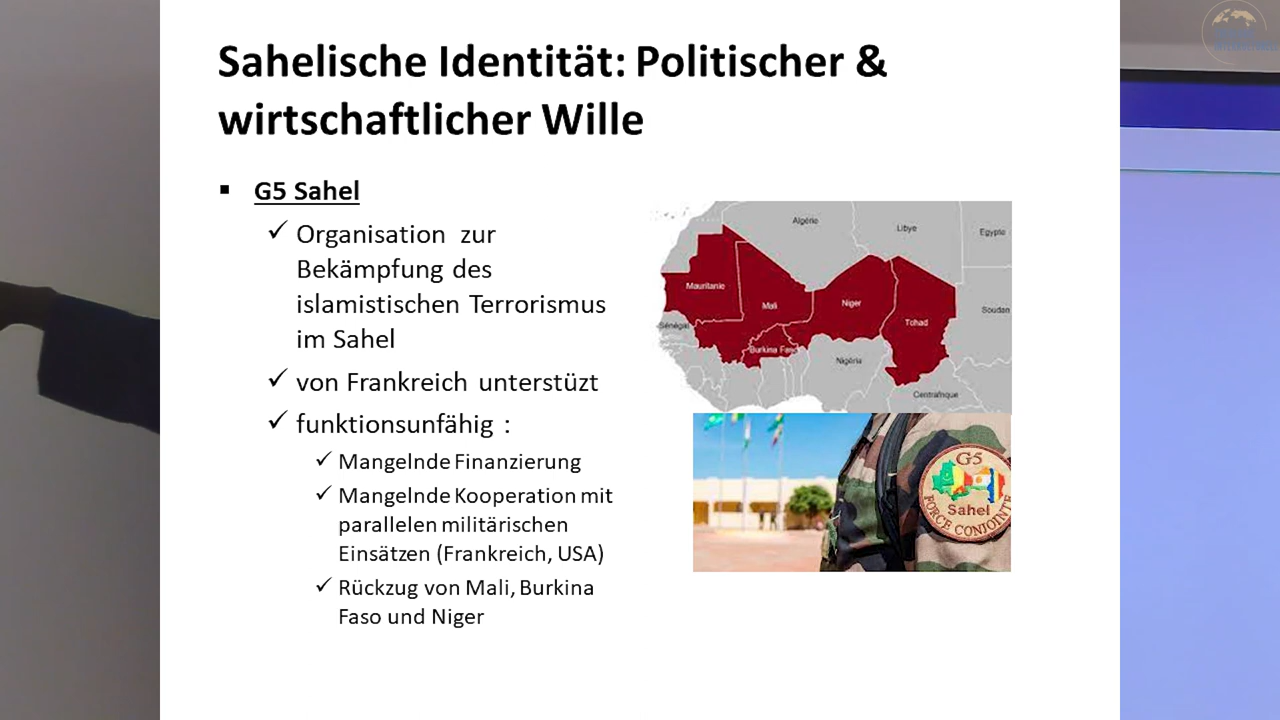 Sahelische Identität: Politischer &
wirtschaftlicher Wille
▪ G5 Sahel
✓ Organisation zur
Bekämpfung des
islamistischen Terrorismus
im Sahel
✓ von Frankreich unterstüzt
✓ funktionsunfähig :
✓ Mangelnde Finanzierung
✓ Mangelnde Kooperation mit
parallelen militärischen
Einsätzen (Frankreich, USA)
✓ Rückzug von Mali, Burkina
Faso und Niger
Algérie
Libye
Egypte
Mauritanie
Mali
Niger
Tchad
Soudan
Sénégal
Burkina Faso
Nigéria
Centrafrique
G5
Sahel
FORCE CONJOINTE